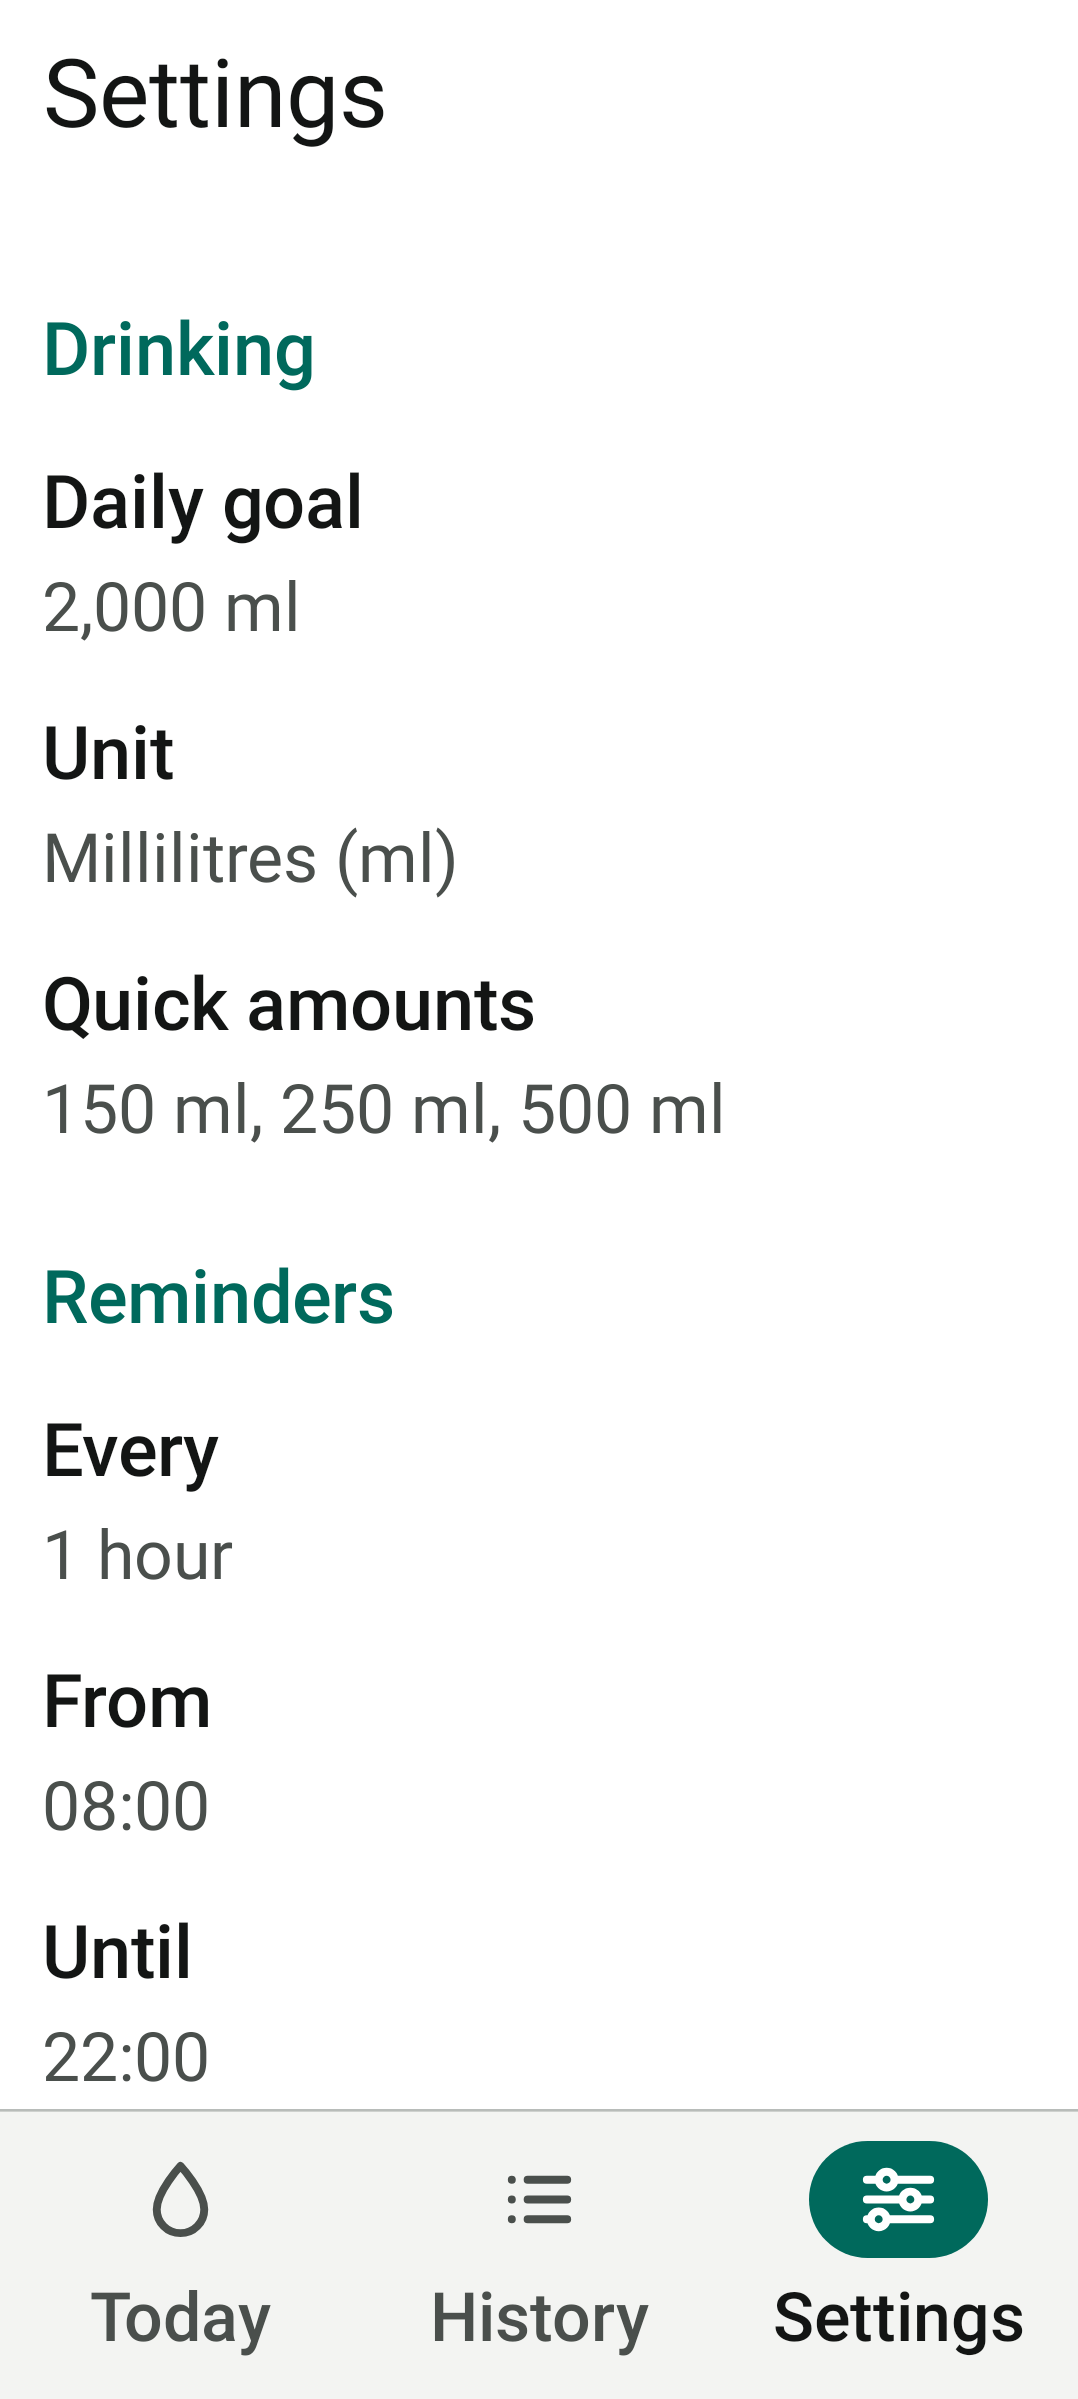 Settings
Drinking
Daily goal
2,000 ml
Unit
Millilitres (ml)
Quick amounts
150 ml, 250 ml, 500 ml
Reminders
Every
1 hour
From
08:00
Until
22:00
Today
History
Settings